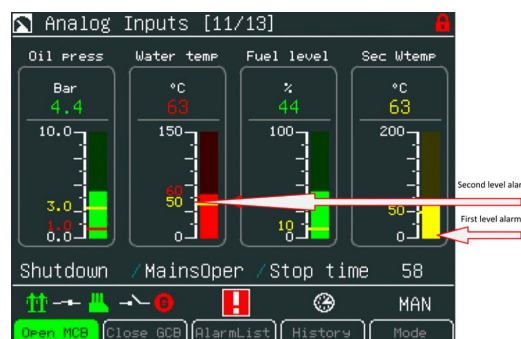 Analog Inputs [11/13]
Oil press Water temp Fuel level Sec Wtemp
Bar °C % °C
4.4 63 44 63
10.0 150 100 200
60
3.0 50 50
1.0 10
0.0 0 0 0
Second level alar
First level alarm
Shutdown /MainsOper /Stop time 58
G ! MAN
Open MCB Close GCB AlarmList History Mode